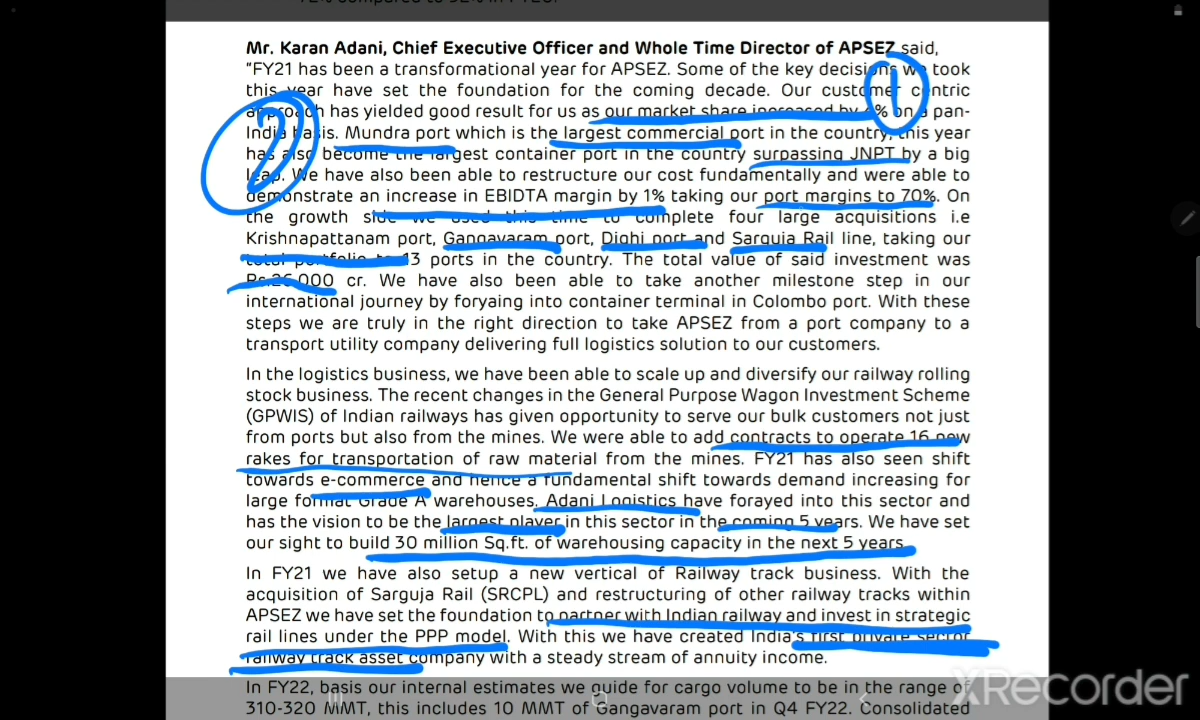 Mr. Karan Adani, Chief Executive Officer and Whole Time Director of APSEZ said,
"FY21 has been a transformational year for APSEZ. Some of the key decisions we took
this year have set the foundation for the coming decade. Our customer centric
approach has yielded good result for us as our market share increased by % on a pan-
India basis. Mundra port which is the largest commercial port in the country, this year
has also become the largest container port in the country surpassing JNPT by a big
leap. We have also been able to restructure our cost fundamentally and were able to
demonstrate an increase in EBIDTA margin by 1% taking our port margins to 70%. On
the growth side we used this time to complete four large acquisitions i.e
Krishnapattanam port, Gangavaram port, Dighi port and Sarguja Rail line, taking our
total portfolio to 13 ports in the country. The total value of said investment was
Rs.26,000 cr. We have also been able to take another milestone step in our
international journey by foryaing into container terminal in Colombo port. With these
steps we are truly in the right direction to take APSEZ from a port company to a
transport utility company delivering full logistics solution to our customers.
In the logistics business, we have been able to scale up and diversify our railway rolling
stock business. The recent changes in the General Purpose Wagon Investment Scheme
(GPWIS) of Indian railways has given opportunity to serve our bulk customers not just
from ports but also from the mines. We were able to add contracts to operate 16 new
rakes for transportation of raw material from the mines. FY21 has also seen shift
towards e-commerce and hence a fundamental shift towards demand increasing for
large format Grade A warehouses. Adani Logistics have forayed into this sector and
has the vision to be the largest player in this sector in the coming 5 years. We have set
our sight to build 30 million Sq.ft. of warehousing capacity in the next 5 years.
In FY21 we have also setup a new vertical of Railway track business. With the
acquisition of Sarguja Rail (SRCPL) and restructuring of other railway tracks within
APSEZ we have set the foundation to partner with Indian railway and invest in strategic
rail lines under the PPP model. With this we have created India's first private sector
railway track asset company with a steady stream of annuity income.
In FY22, basis our internal estimates we guide for cargo volume to be in the range of
310-320 MMT, this includes 10 MMT of Gangavaram port in Q4 FY22. Consolidated
1
2
XRecorder